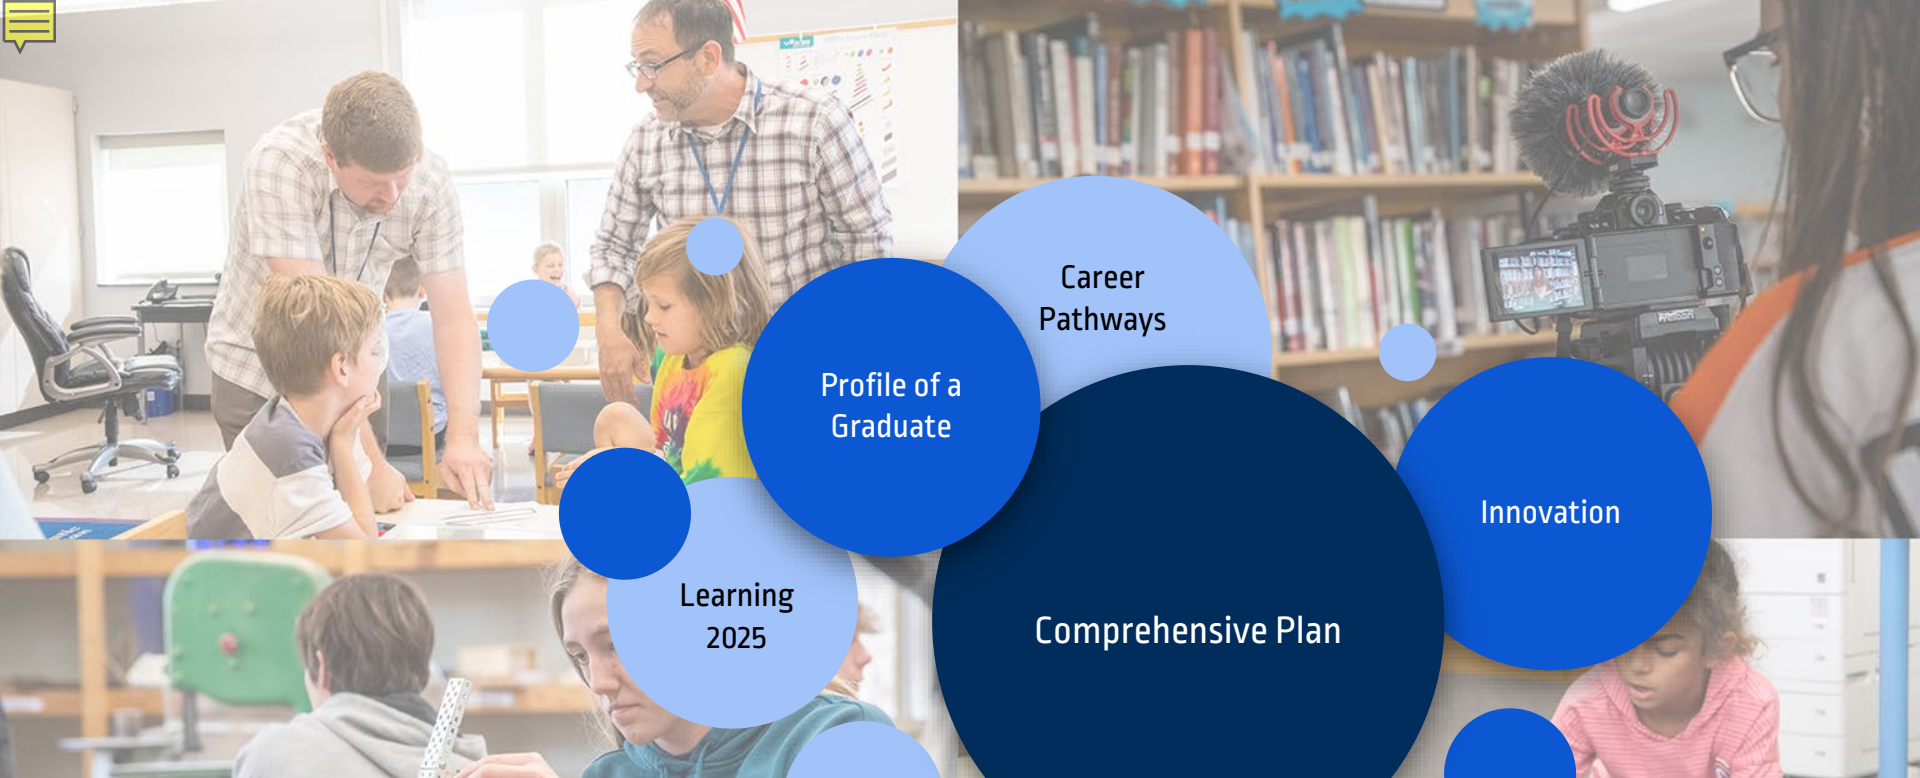 Career
Pathways
Profile of a
Graduate
Innovation
Learning
2025
Comprehensive Plan